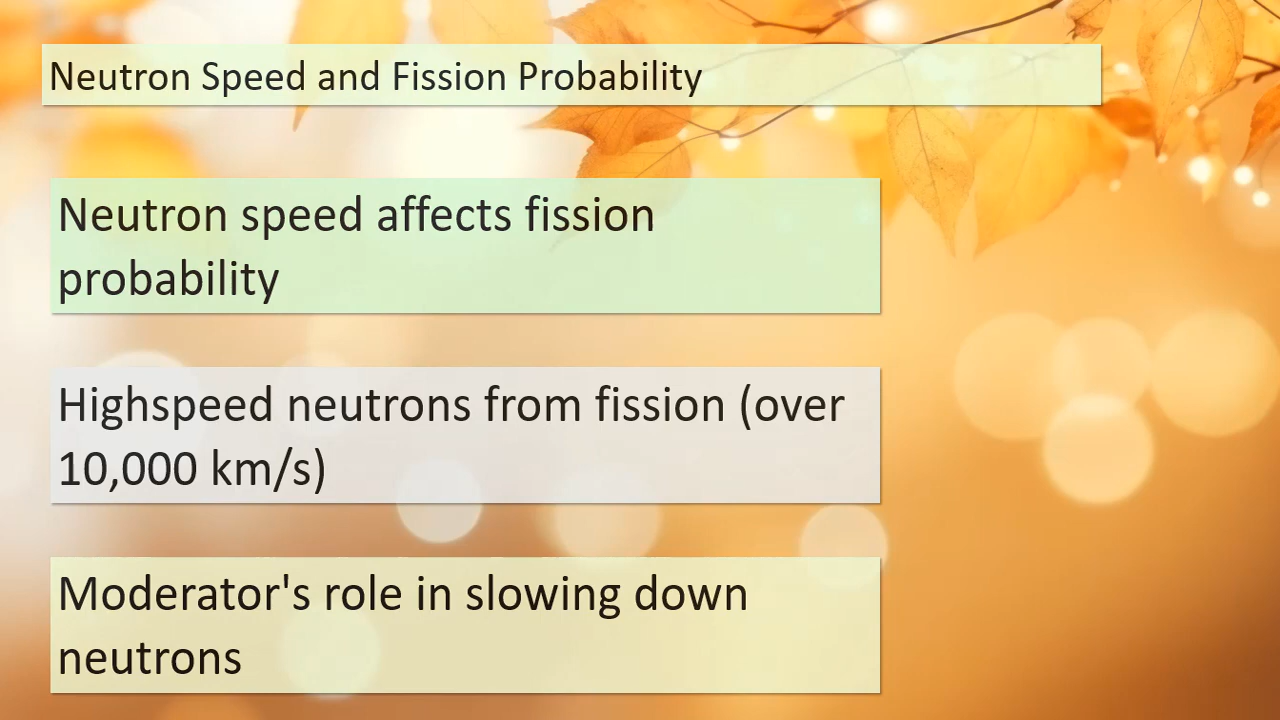 Neutron Speed and Fission Probability
Neutron speed affects fission
probability
Highspeed neutrons from fission (over
10,000 km/s)
Moderator's role in slowing down
neutrons